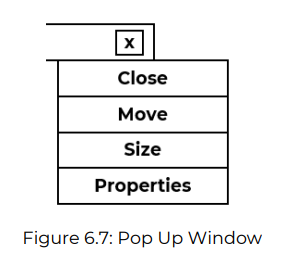 x
Close
Move
Size
Properties
Figure 6.7: Pop Up Window